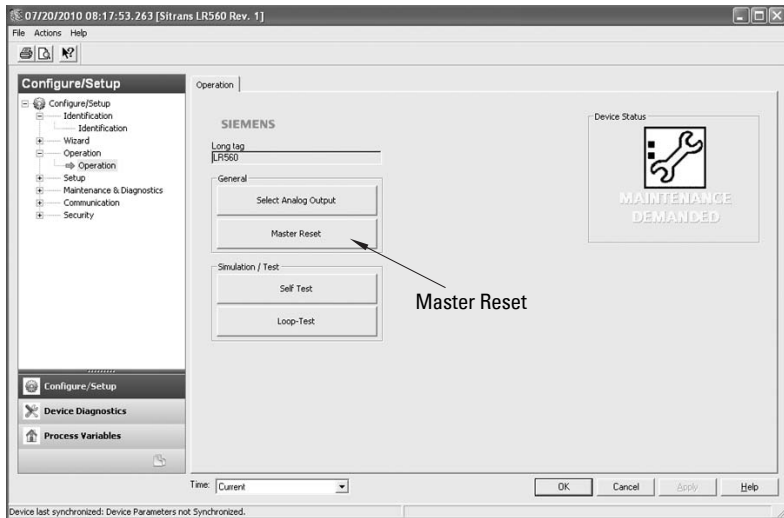 07/20/2010 08:17:53.263 [Sitrans LR560 Rev. 1]
File Actions Help
Configure/Setup
Configure/Setup
Identification
Identification
Wizard
Operation
Operation
Setup
Maintenance & Diagnostics
Communication
Security
Configure/Setup
Device Diagnostics
Process Variables
Operation
SIEMENS
Long tag
LR560
General
Select Analog Output
Master Reset
Simulation / Test
Self Test
Loop-Test
Master Reset
Device Status
MAINTENANCE
DEMANDED
Time: Current
OK Cancel Apply Help
Device last synchronized: Device Parameters not Synchronized.